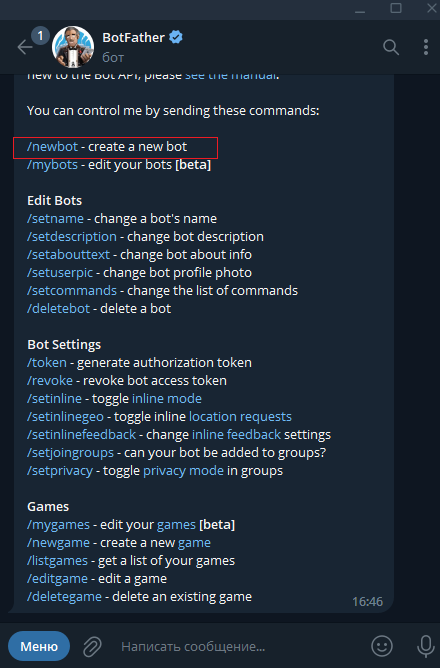 1
BotFather
бот
new to the Bot API, please see the manual.
You can control me by sending these commands:
/newbot - create a new bot
/mybots - edit your bots [beta]
Edit Bots
/setname - change a bot's name
/setdescription - change bot description
/setabouttext - change bot about info
/setuserpic - change bot profile photo
/setcommands - change the list of commands
/deletebot - delete a bot
Bot Settings
/token - generate authorization token
/revoke - revoke bot access token
/setinline - toggle inline mode
/setinlinegeo - toggle inline location requests
/setinlinefeedback - change inline feedback settings
/setjoingroups - can your bot be added to groups?
/setprivacy - toggle privacy mode in groups
Games
/mygames - edit your games [beta]
/newgame - create a new game
/listgames - get a list of your games
/editgame - edit a game
/deletegame - delete an existing game
16:46
Меню
Написать сообщение...